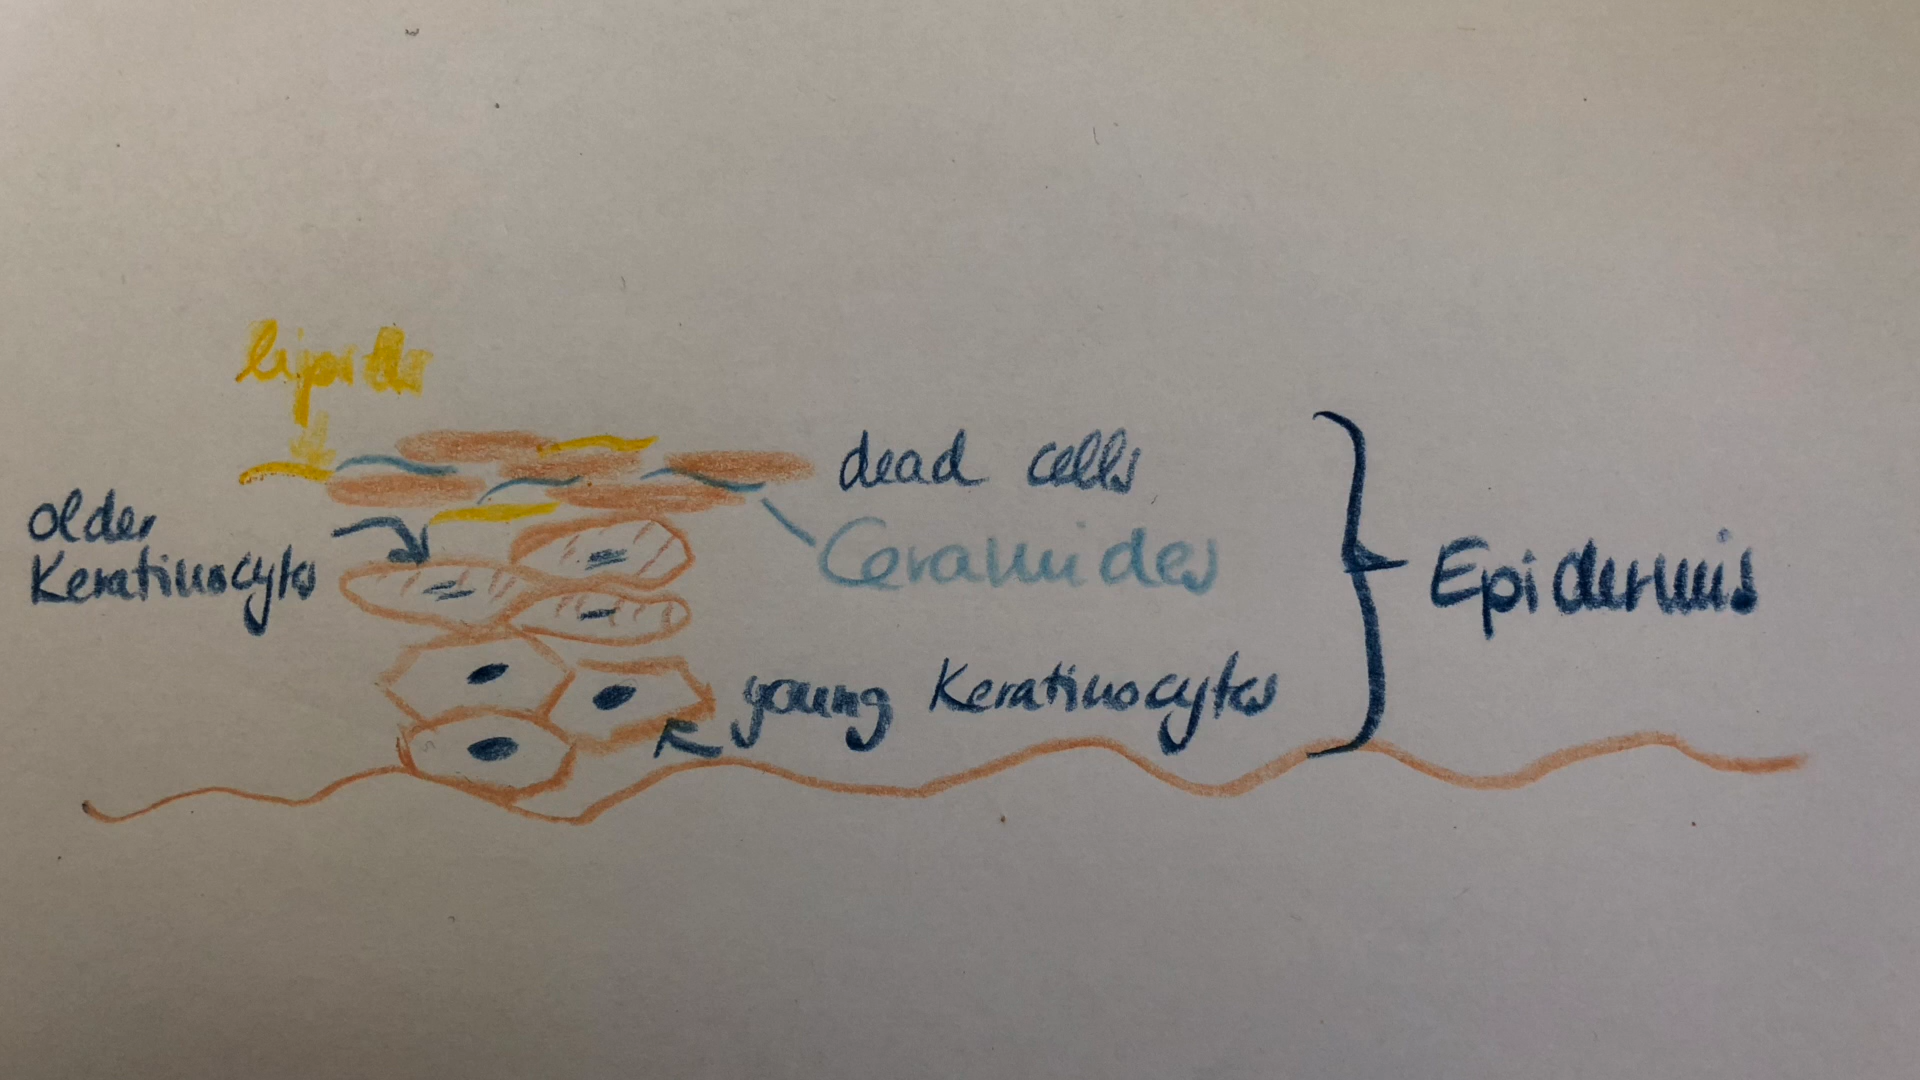 lipids
dead cells
older
Keratinocytes
Ceramides
Epidermis
young Keratinocytes